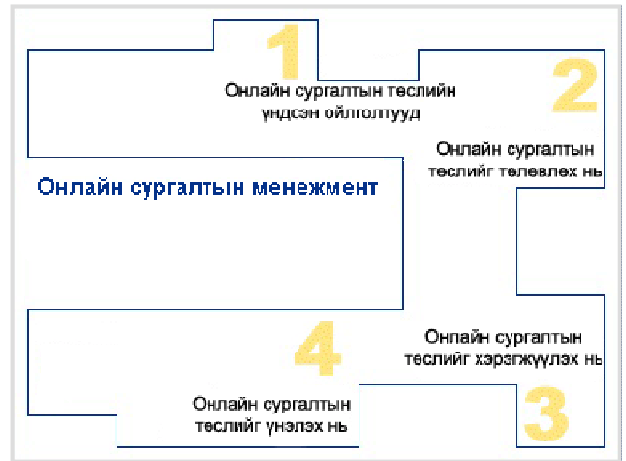 1
Онлайн сургалтын төслийн
үндсэн ойлголтууд
2
Онлайн сургалтын
төслийг төлөвлөх нь
Онлайн сургалтын менежмент
Онлайн сургалтын
төслийг хэрэгжүүлэх нь
3
4
Онлайн сургалтын
төслийг үнэлэх нь